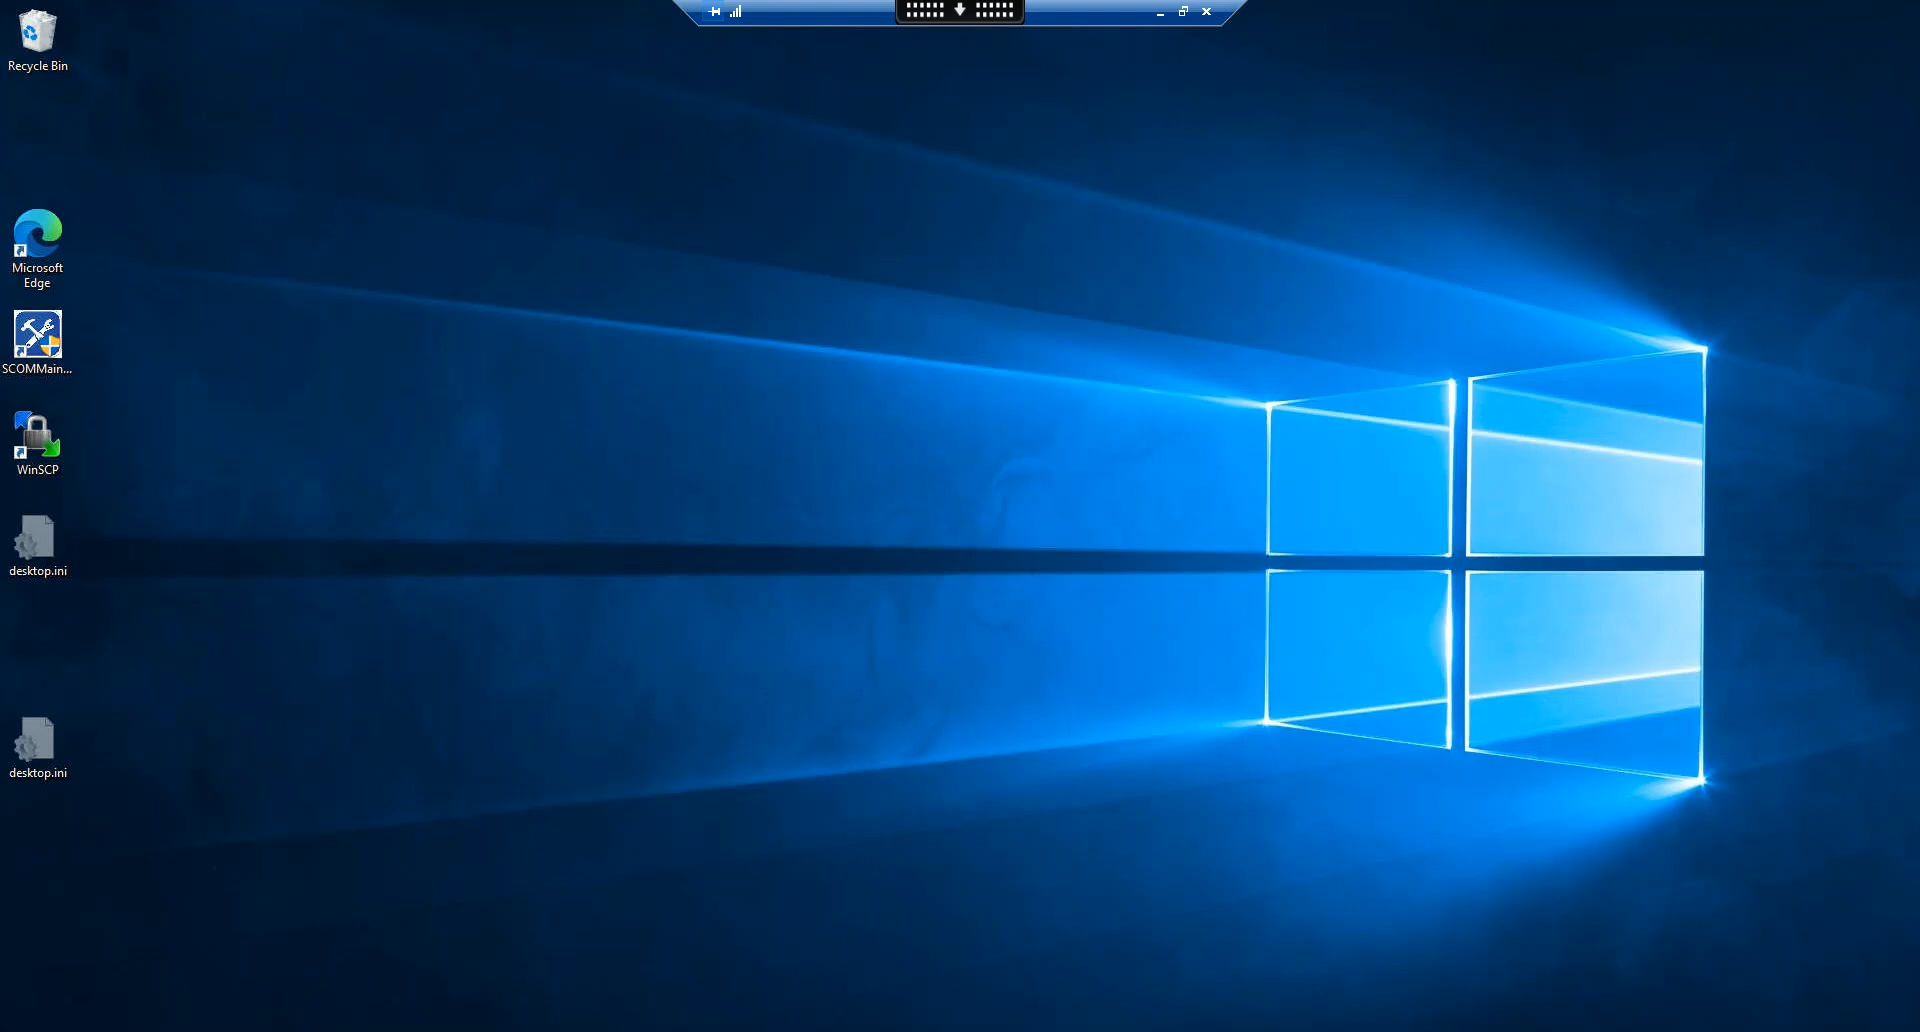 Recycle Bin
Microsoft
Edge
SCOMMain...
WinSCP
desktop.ini
desktop.ini